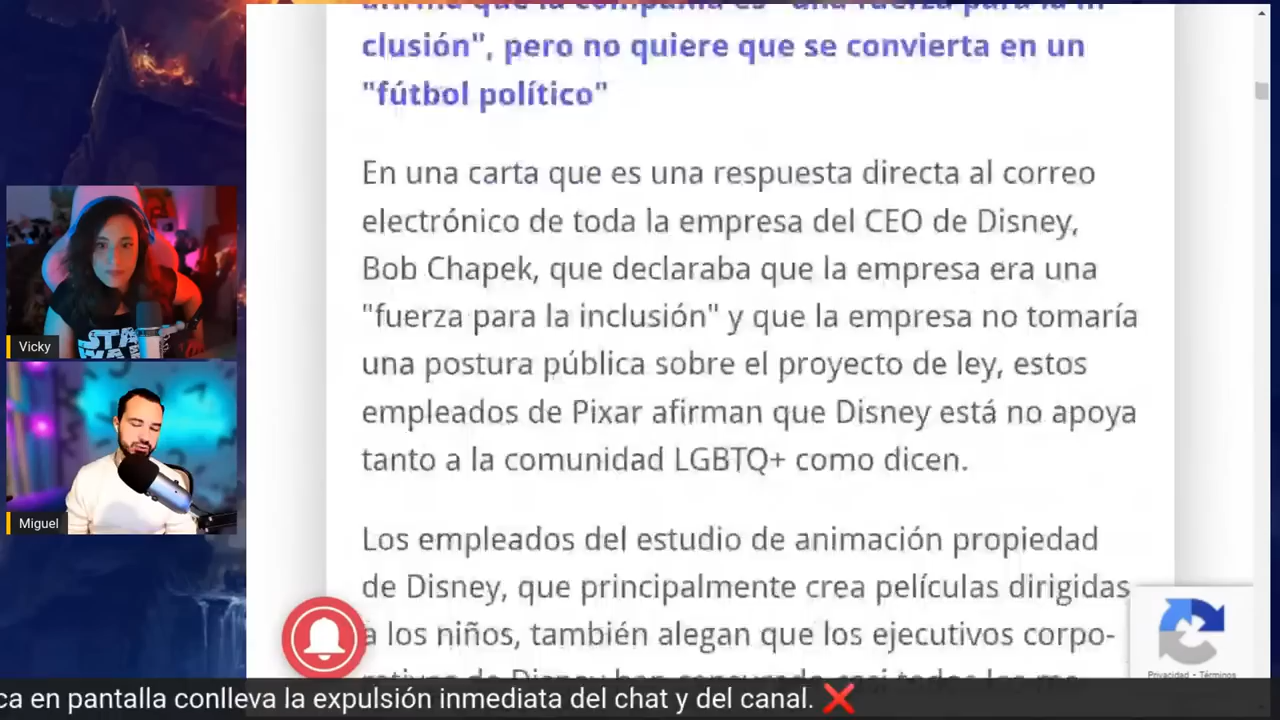 clusión", pero no quiere que se convierta en un
"fútbol político"
En una carta que es una respuesta directa al correo
electrónico de toda la empresa del CEO de Disney,
Bob Chapek, que declaraba que la empresa era una
"fuerza para la inclusión" y que la empresa no tomaría
una postura pública sobre el proyecto de ley, estos
empleados de Pixar afirman que Disney está no apoya
tanto a la comunidad LGBTQ+ como dicen.
Los empleados del estudio de animación propiedad
de Disney, que principalmente crea películas dirigidas
a los niños, también alegan que los ejecutivos corpo-
Vicky
STAR
WA
Miguel
Privacidad • Términos
ca en pantalla conlleva la expulsión inmediata del chat y del canal. ❌